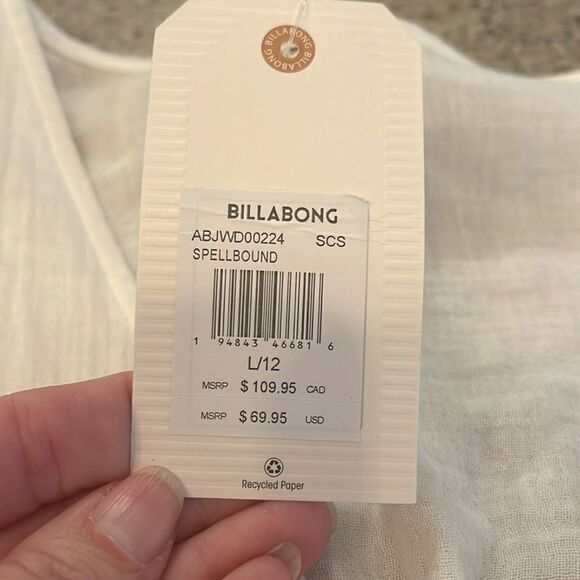 BILLABONG BILLABONG
BILLABONG
ABJWD00224 SCS
SPELLBOUND
1 94843 46681 6
L/12
MSRP $ 109.95 CAD
MSRP $ 69.95 USD
Recycled Paper